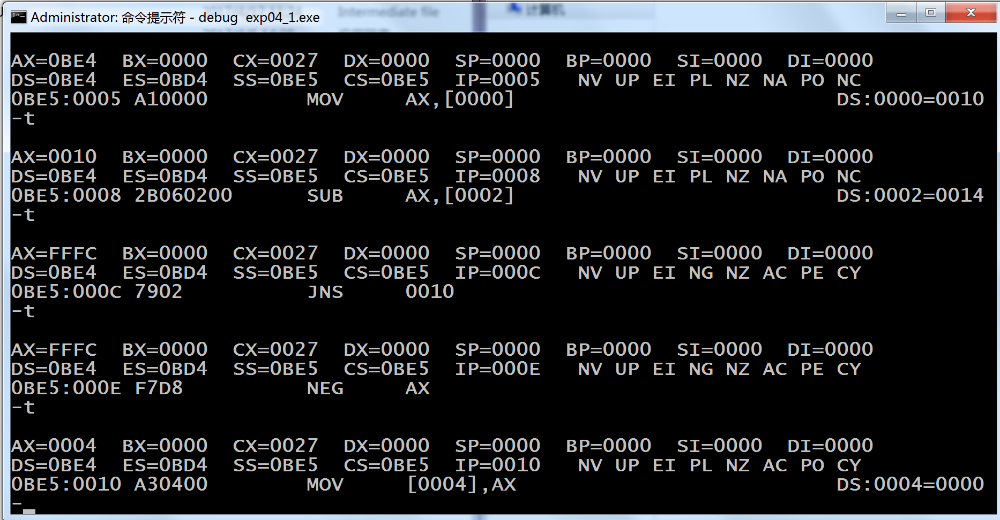 Intermediate file
计算机
Administrator: 命令提示符 - debug  exp04_1.exe
AX=0BE4  BX=0000  CX=0027  DX=0000  SP=0000  BP=0000  SI=0000  DI=0000
DS=0BE4  ES=0BD4  SS=0BE5  CS=0BE5  IP=0005   NV UP EI PL NZ NA PO NC
0BE5:0005 A10000        MOV     AX,[0000]                          DS:0000=0010
-t
AX=0010  BX=0000  CX=0027  DX=0000  SP=0000  BP=0000  SI=0000  DI=0000
DS=0BE4  ES=0BD4  SS=0BE5  CS=0BE5  IP=0008   NV UP EI PL NZ NA PO NC
0BE5:0008 2B060200      SUB     AX,[0002]                          DS:0002=0014
-t
AX=FFFC  BX=0000  CX=0027  DX=0000  SP=0000  BP=0000  SI=0000  DI=0000
DS=0BE4  ES=0BD4  SS=0BE5  CS=0BE5  IP=000C   NV UP EI NG NZ AC PE CY
0BE5:000C 7902          JNS     0010
-t
AX=FFFC  BX=0000  CX=0027  DX=0000  SP=0000  BP=0000  SI=0000  DI=0000
DS=0BE4  ES=0BD4  SS=0BE5  CS=0BE5  IP=000E   NV UP EI NG NZ AC PE CY
0BE5:000E F7D8          NEG     AX
-t
AX=0004  BX=0000  CX=0027  DX=0000  SP=0000  BP=0000  SI=0000  DI=0000
DS=0BE4  ES=0BD4  SS=0BE5  CS=0BE5  IP=0010   NV UP EI PL NZ AC PO CY
0BE5:0010 A30400        MOV     [0004],AX                          DS:0004=0000
-